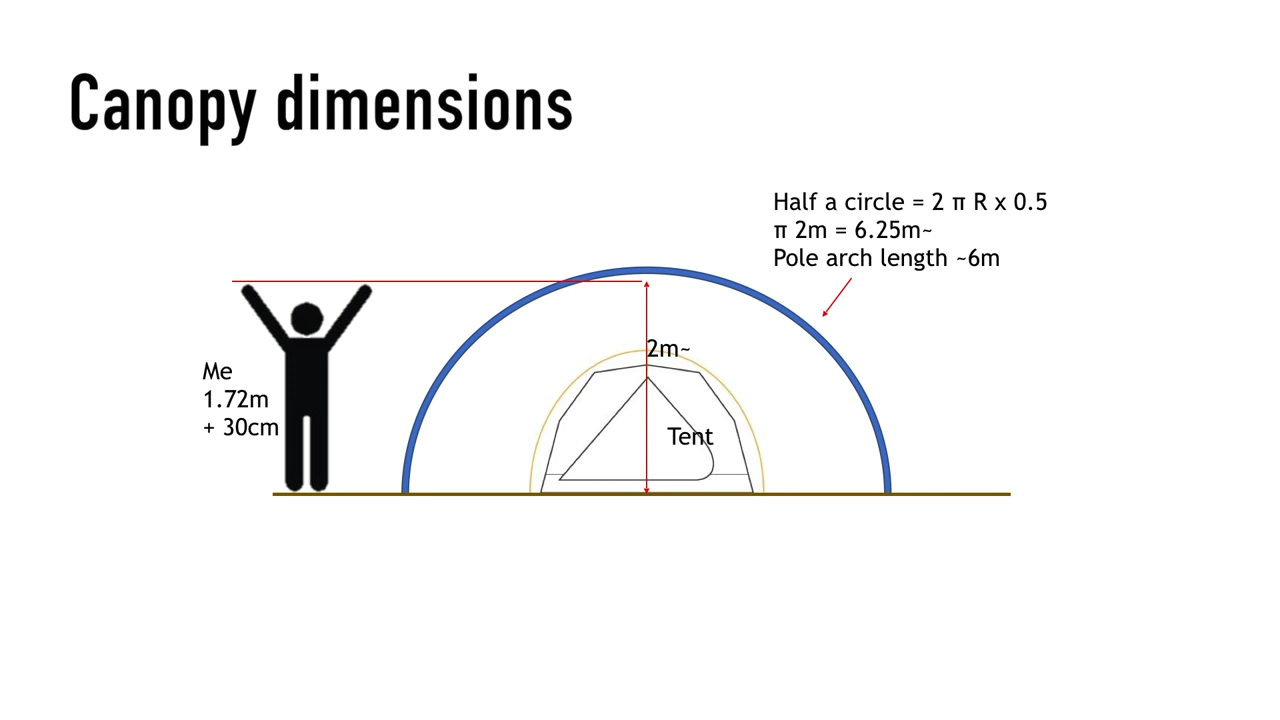 Canopy dimensions
Half a circle = 2 π R x 0.5
π 2m = 6.25m~
Pole arch length ~6m
2m~
Me
1.72m
+ 30cm
Tent